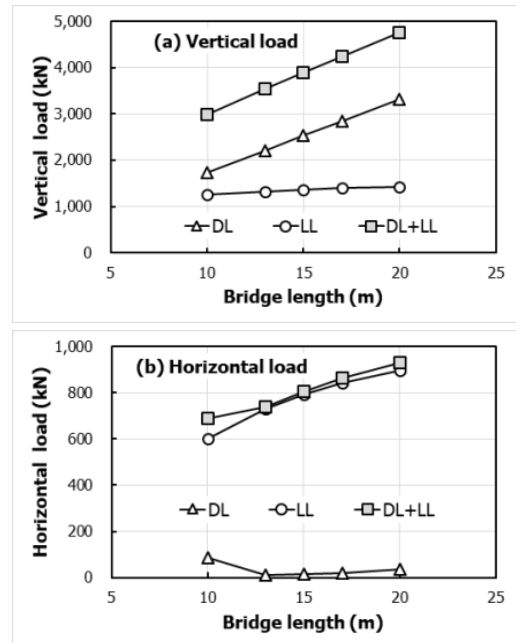 (a) Vertical load
Vertical load (kN)
5,000
4,000
3,000
2,000
1,000
0
DL LL DL+LL
5 10 15 20 25
Bridge length (m)
(b) Horizontal load
Horizontal load (kN)
1,000
800
600
400
200
0
DL LL DL+LL
5 10 15 20 25
Bridge length (m)